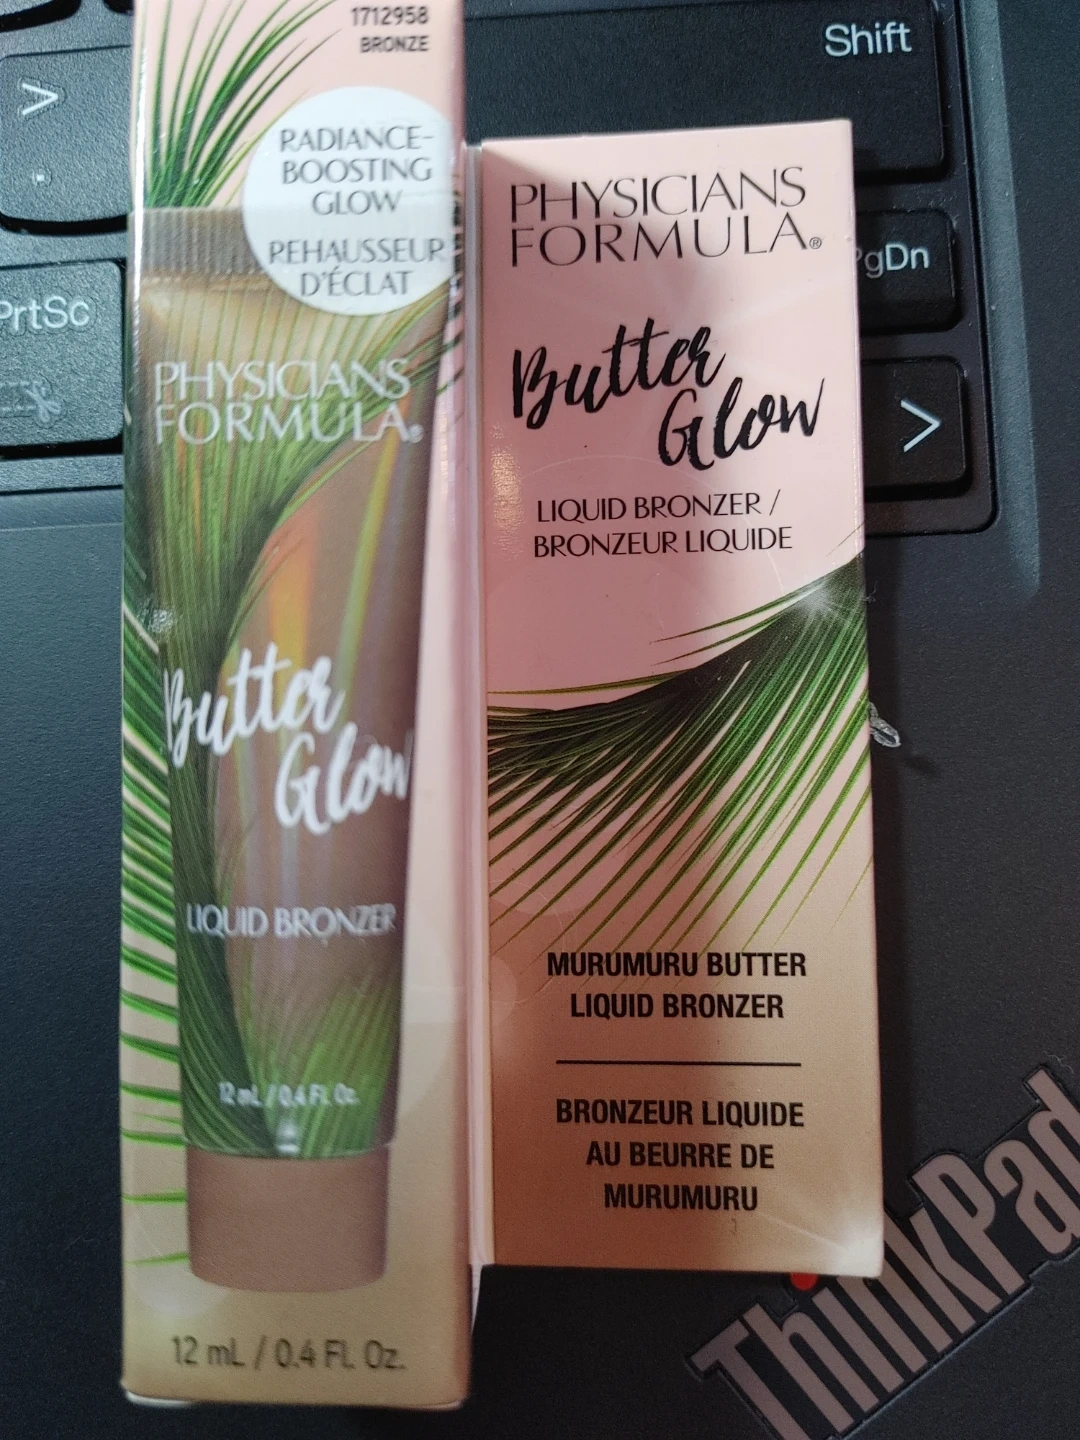 1712958
BRONZE
RADIANCE-
BOOSTING
GLOW
REHAUSSEUR
D'ÉCLAT
PHYSICIANS
FORMULA®
Butter
Glow
LIQUID BRONZER
12 mL / 0.4 FL. Oz.
12 mL / 0.4 FL. Oz.
PHYSICIANS
FORMULA®
Butter
Glow
LIQUID BRONZER /
BRONZEUR LIQUIDE
MURUMURU BUTTER
LIQUID BRONZER
BRONZEUR LIQUIDE
AU BEURRE DE
MURUMURU
Shift
PgDn
PrtSc
>
.
>
ThinkPad